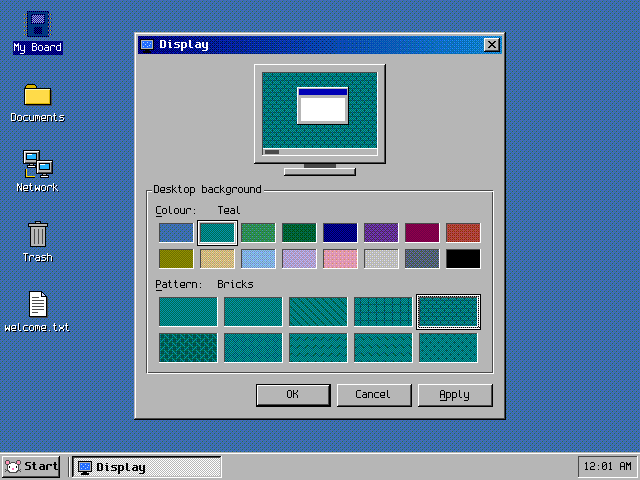 My Board
Documents
Network
Trash
welcome.txt
Display
Desktop background
Colour: Teal
Pattern: Bricks
OK
Cancel
Apply
Start
Display
12:01 AM